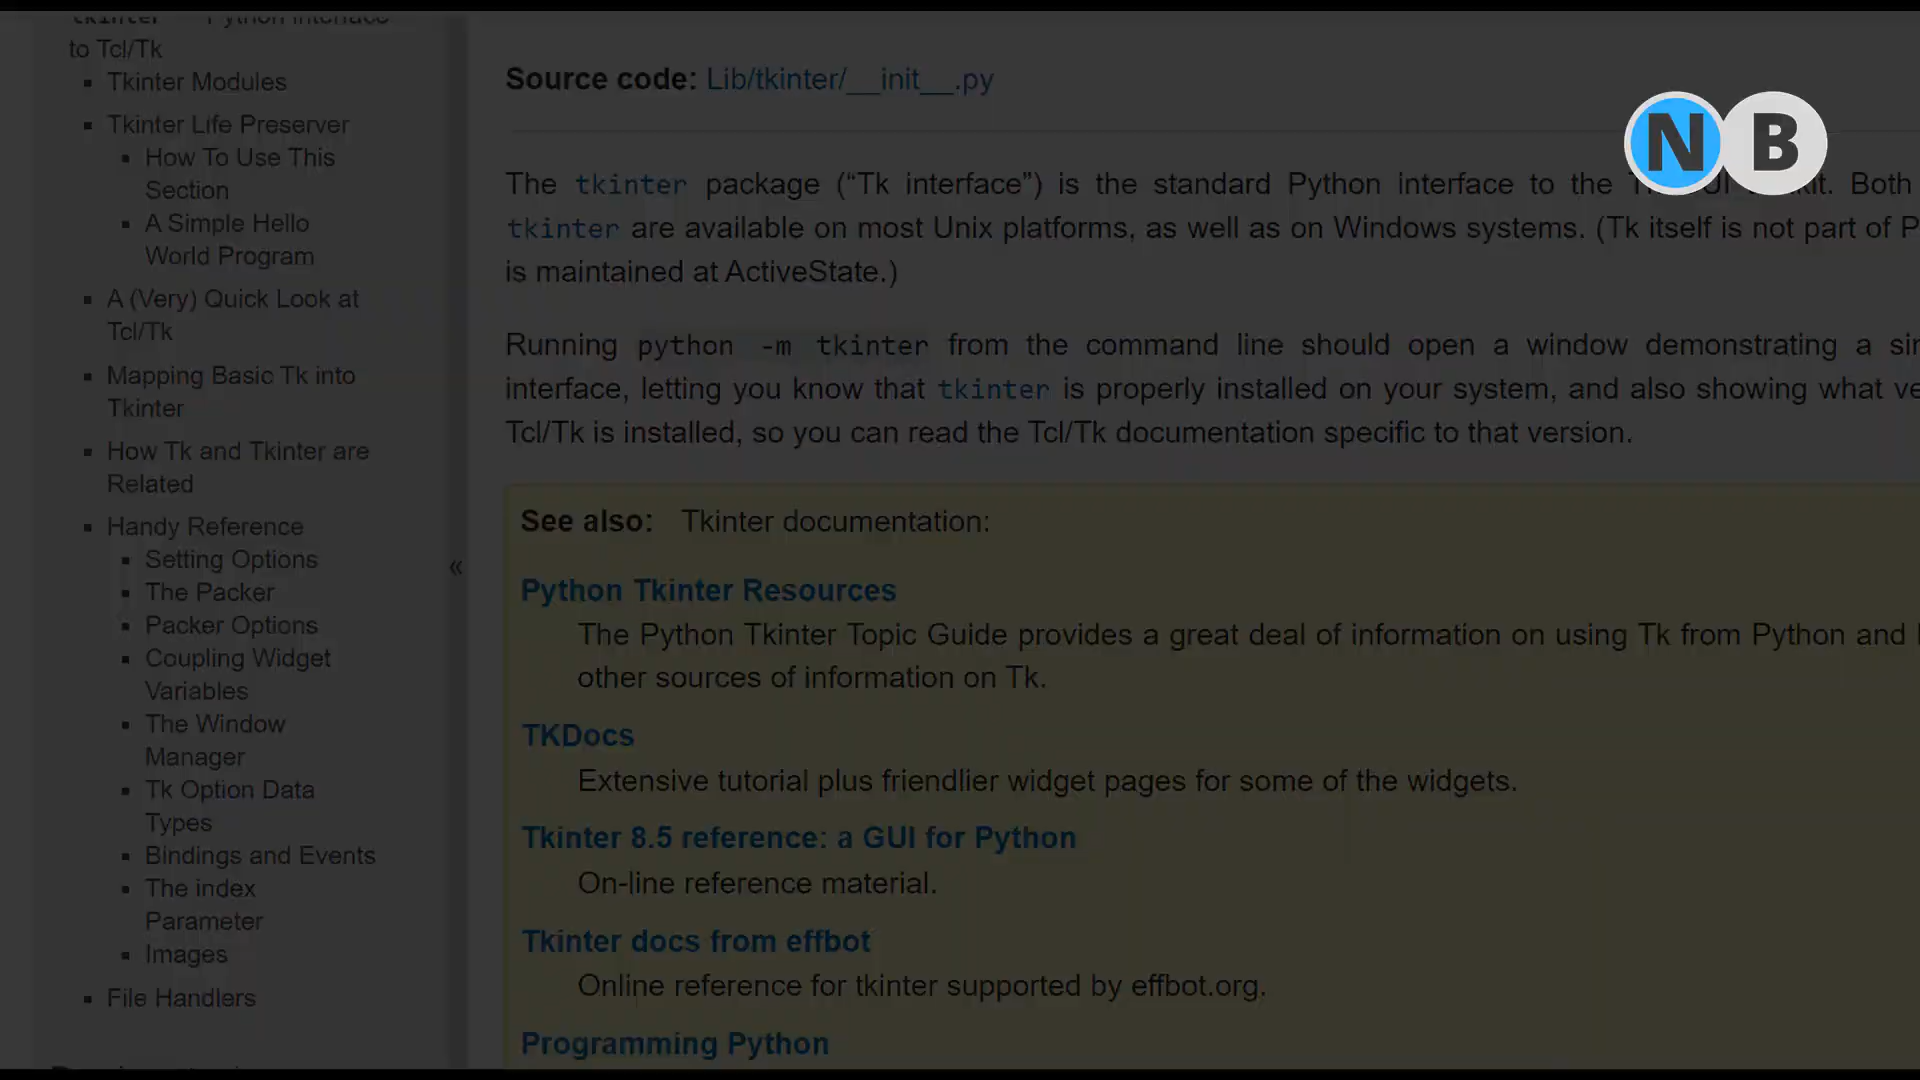 tkinter — Python interface
to Tcl/Tk
Tkinter Modules
Tkinter Life Preserver
How To Use This
Section
A Simple Hello
World Program
A (Very) Quick Look at
Tcl/Tk
Mapping Basic Tk into
Tkinter
How Tk and Tkinter are
Related
Handy Reference
Setting Options
The Packer
Packer Options
Coupling Widget
Variables
The Window
Manager
Tk Option Data
Types
Bindings and Events
The index
Parameter
Images
File Handlers
«
Source code: Lib/tkinter/__init__.py
NB
The tkinter package (“Tk interface”) is the standard Python interface to the Both
tkinter are available on most Unix platforms, as well as on Windows systems. (Tk itself is not part of P
is maintained at ActiveState.)
Running python -m tkinter from the command line should open a window demonstrating a si
interface, letting you know that tkinter is properly installed on your system, and also showing what ve
Tcl/Tk is installed, so you can read the Tcl/Tk documentation specific to that version.
See also: Tkinter documentation:
Python Tkinter Resources
The Python Tkinter Topic Guide provides a great deal of information on using Tk from Python and
other sources of information on Tk.
TKDocs
Extensive tutorial plus friendlier widget pages for some of the widgets.
Tkinter 8.5 reference: a GUI for Python
On-line reference material.
Tkinter docs from effbot
Online reference for tkinter supported by effbot.org.
Programming Python